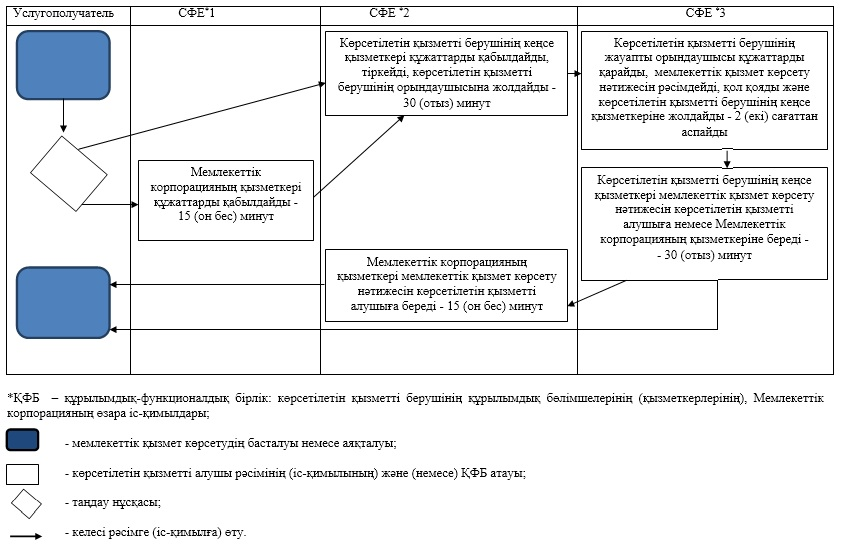 Услугополучатель
СФЕ*1
СФЕ *2
СФЕ *3
Көрсетілетін қызметті берушінің кеңсе
қызметкері құжаттарды қабылдайды,
тіркейді, көрсетілетін қызметті
берушінің орындаушысына жолдайды -
30 (отыз) минут
Көрсетілетін қызметті берушінің
жауапты орындаушысы құжаттарды
қарайды, мемлекеттік қызмет көрсету
нәтижесін рәсімдейді, қол қояды және
көрсетілетін қызметті берушінің кеңсе
қызметкеріне жолдайды - 2 (екі) сағаттан
аспайды
Мемлекеттік
корпорацияның қызметкері
құжаттарды қабылдайды -
15 (он бес) минут
Көрсетілетін қызметті берушінің кеңсе
қызметкері мемлекеттік қызмет көрсету
нәтижесін көрсетілетін қызметті
алушыға немесе Мемлекеттік
корпорацияның қызметкеріне береді -
- 30 (отыз) минут
Мемлекеттік корпорацияның
қызметкері мемлекеттік қызмет көрсету
нәтижесін көрсетілетін қызметті
алушыға береді - 15 (он бес) минут
*ҚФБ – құрылымдық-функционалдық бірлік: көрсетілетін қызметті берушінің құрылымдық бөлімшелерінің (қызметкерлерінің), Мемлекеттік
корпорацияның өзара іс-қимылдары;
- мемлекеттік қызмет көрсетудің басталуы немесе аяқталуы;
- көрсетілетін қызметті алушы рәсімінің (іс-қимылының) және (немесе) ҚФБ атауы;
- таңдау нұсқасы;
- келесі рәсімге (іс-қимылға) өту.